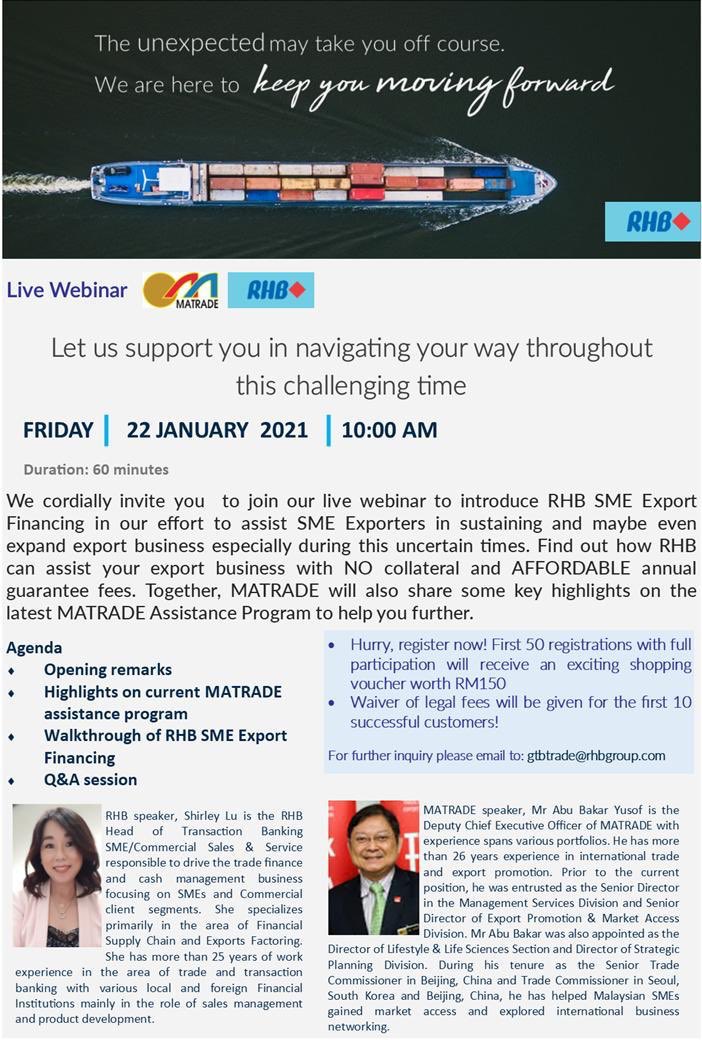 The unexpected may take you off course.
We are here to keep you moving forward
RHB
Live Webinar
MATRADE
RHB
Let us support you in navigating your way throughout
this challenging time
FRIDAY | 22 JANUARY 2021 | 10:00 AM
Duration: 60 minutes
We cordially invite you to join our live webinar to introduce RHB SME Export
Financing in our effort to assist SME Exporters in sustaining and maybe even
expand export business especially during this uncertain times. Find out how RHB
can assist your export business with NO collateral and AFFORDABLE annual
guarantee fees. Together, MATRADE will also share some key highlights on the
latest MATRADE Assistance Program to help you further.
Agenda
♦ Opening remarks
♦ Highlights on current MATRADE
assistance program
♦ Walkthrough of RHB SME Export
Financing
♦ Q&A session
• Hurry, register now! First 50 registrations with full
participation will receive an exciting shopping
voucher worth RM150
• Waiver of legal fees will be given for the first 10
successful customers!
For further inquiry please email to: gtbtrade@rhbgroup.com
RHB speaker, Shirley Lu is the RHB
Head of Transaction Banking
SME/Commercial Sales & Service
responsible to drive the trade finance
and cash management business
focusing on SMEs and Commercial
client segments. She specializes
primarily in the area of Financial
Supply Chain and Exports Factoring.
She has more than 25 years of work
experience in the area of trade and transaction
banking with various local and foreign Financial
Institutions mainly in the role of sales management
and product development.
MATRADE speaker, Mr Abu Bakar Yusof is the
Deputy Chief Executive Officer of MATRADE with
experience spans various portfolios. He has more
than 26 years experience in international trade
and export promotion. Prior to the current
position, he was entrusted as the Senior Director
in the Management Services Division and Senior
Director of Export Promotion & Market Access
Division. Mr Abu Bakar was also appointed as the
Director of Lifestyle & Life Sciences Section and Director of Strategic
Planning Division. During his tenure as the Senior Trade
Commissioner in Beijing, China and Trade Commissioner in Seoul,
South Korea and Beijing, China, he has helped Malaysian SMEs
gained market access and explored international business
networking.